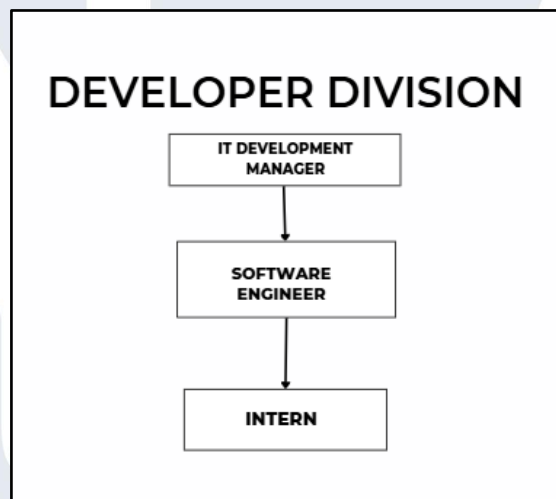 DEVELOPER DIVISION
IT DEVELOPMENT
MANAGER
SOFTWARE
ENGINEER
INTERN